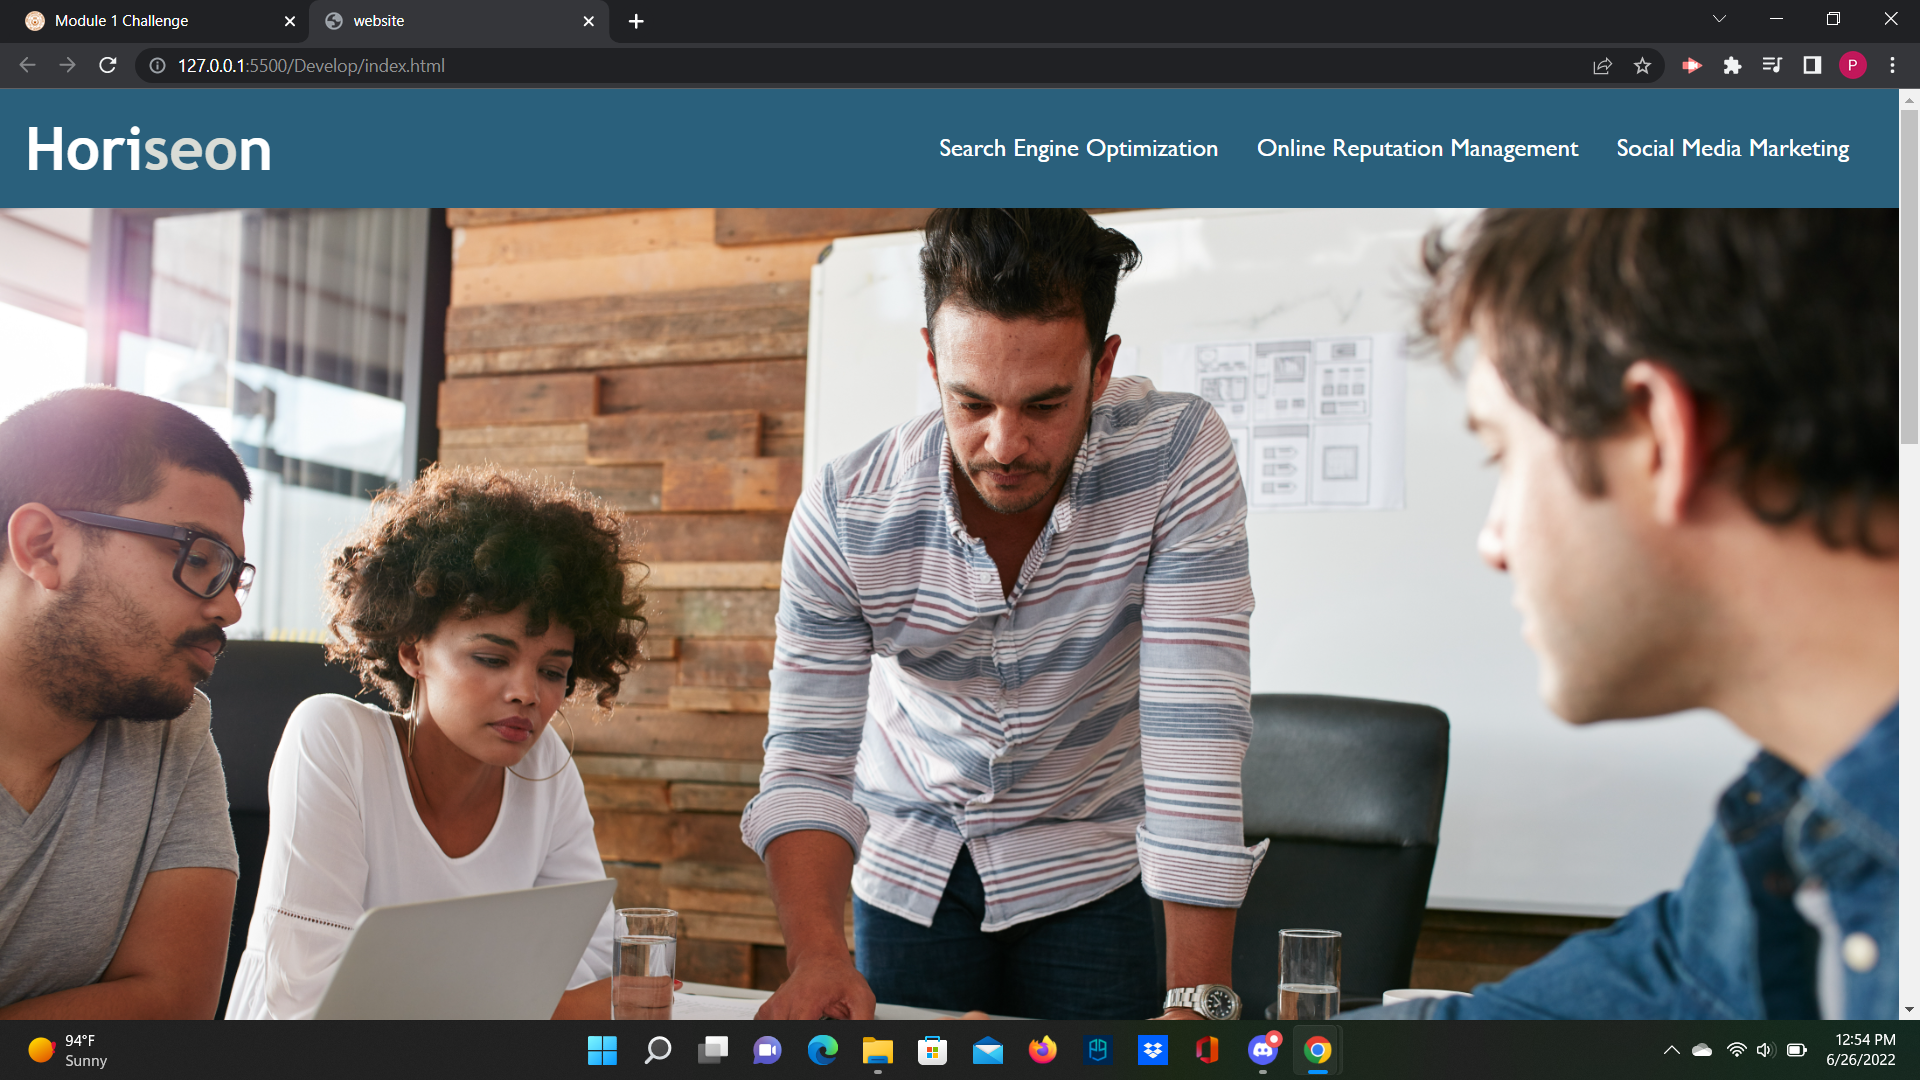 Module 1 Challenge
website
127.0.0.1:5500/Develop/index.html
P
Horiseon
Search Engine Optimization
Online Reputation Management
Social Media Marketing
94°F
Sunny
12:54 PM
6/26/2022